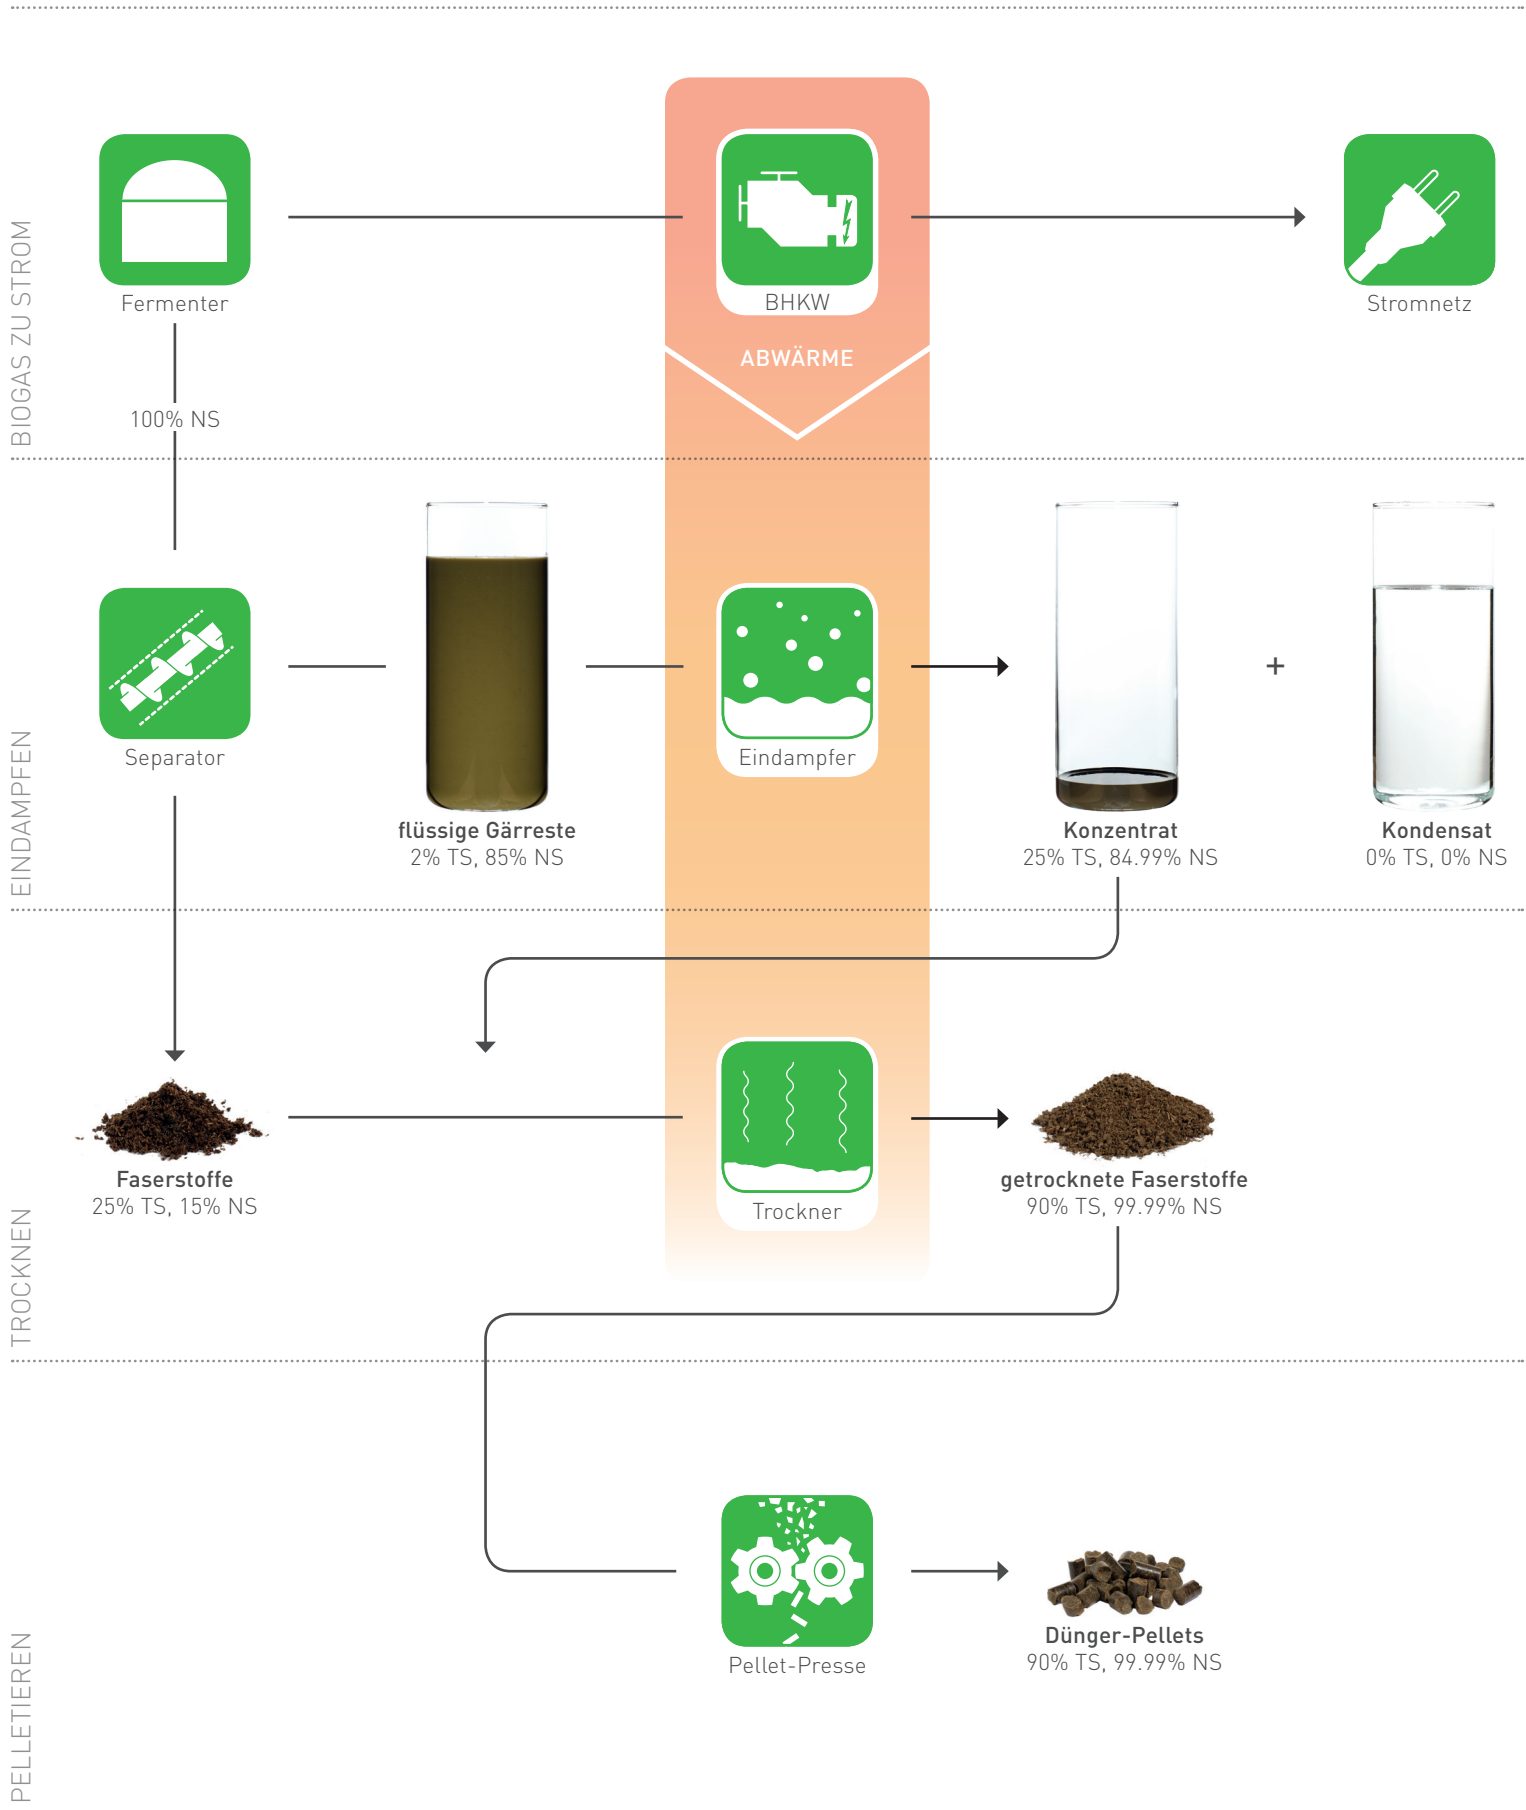 BIOGAS ZU STROM
Fermenter
BHKW
Stromnetz
ABWÄRME
100% NS
EINDAMPFEN
Separator
flüssige Gärreste
2% TS, 85% NS
Eindampfer
Konzentrat
25% TS, 84.99% NS
+
Kondensat
0% TS, 0% NS
TROCKNEN
Faserstoffe
25% TS, 15% NS
Trockner
getrocknete Faserstoffe
90% TS, 99.99% NS
PELLETIEREN
Pellet-Presse
Dünger-Pellets
90% TS, 99.99% NS